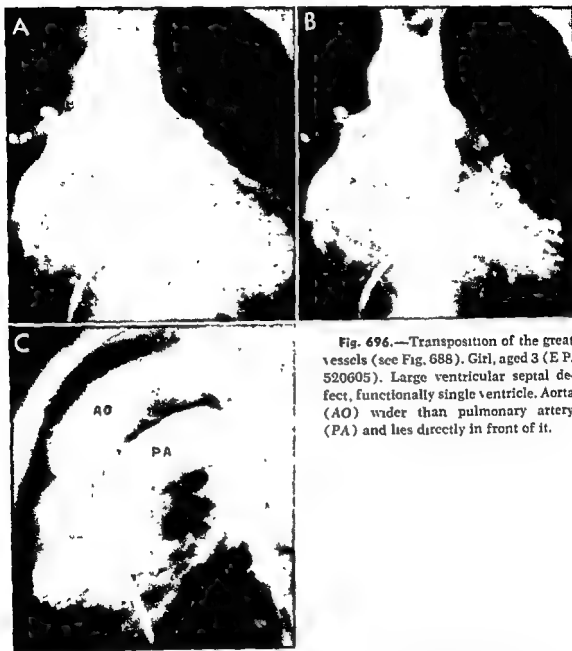 A
B
C
AO
PA
Fig. 696.—Transposition of the great
vessels (see Fig. 688). Girl, aged 3 (E P.
520605). Large ventricular septal de-
fect, functionally single ventricle. Aorta
(AO) wider than pulmonary artery
(PA) and lies directly in front of it.